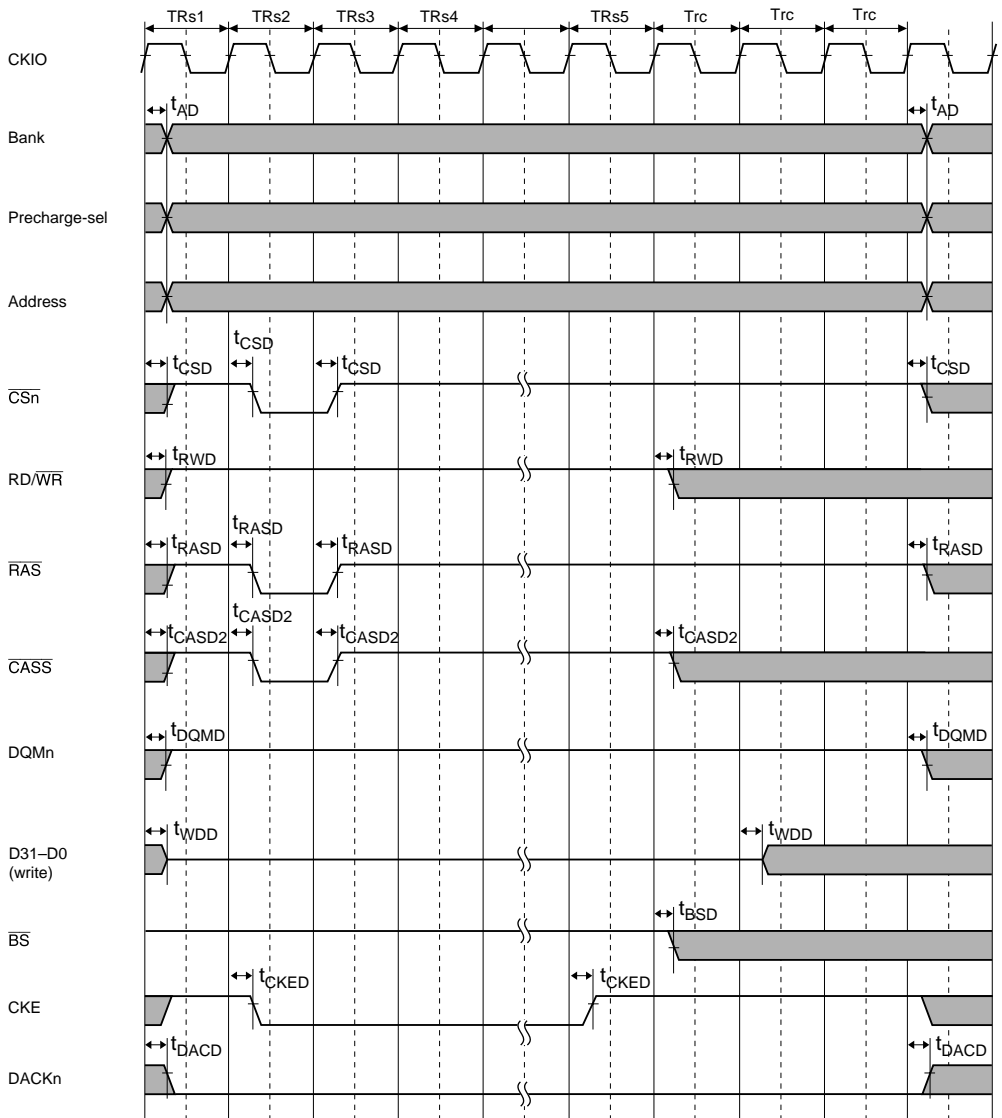 TRs1 TRs2 TRs3 TRs4 TRs5 Trc Trc Trc
CKIO
tAD tAD
Bank
Precharge-sel
Address
tCSD tCSD tCSD tCSD
CSn
tRWD tRWD
RD/WR
tRASD tRASD tRASD tRASD
RAS
tCASD2 tCASD2 tCASD2 tCASD2
CASS
tDQMD tDQMD
DQMn
tWDD tWDD
D31–D0
(write)
tBSD
BS
tCKED tCKED
CKE
tDACD tDACD
DACKn